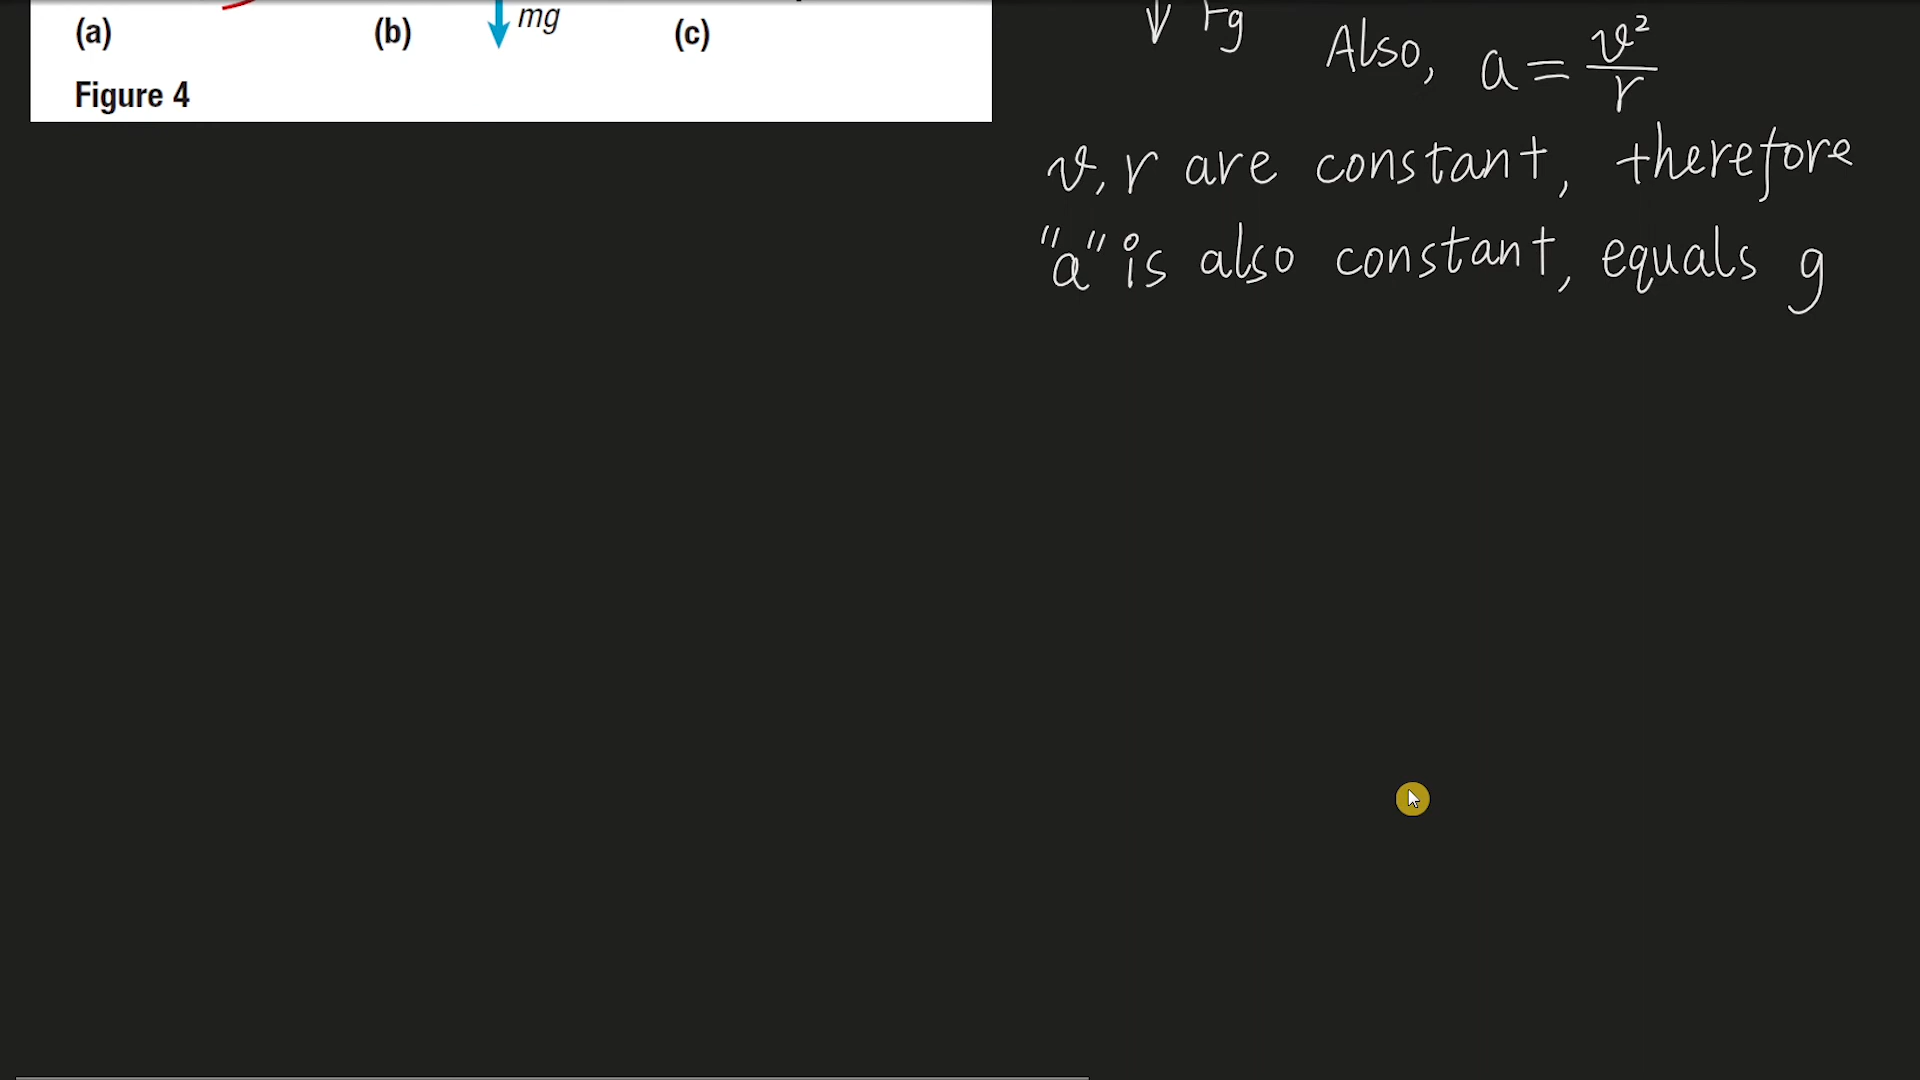 mg
(a) (b) (c)
Figure 4
Fg
Also, a = v²/r
v, r are constant, therefore
"a" is also constant, equals g